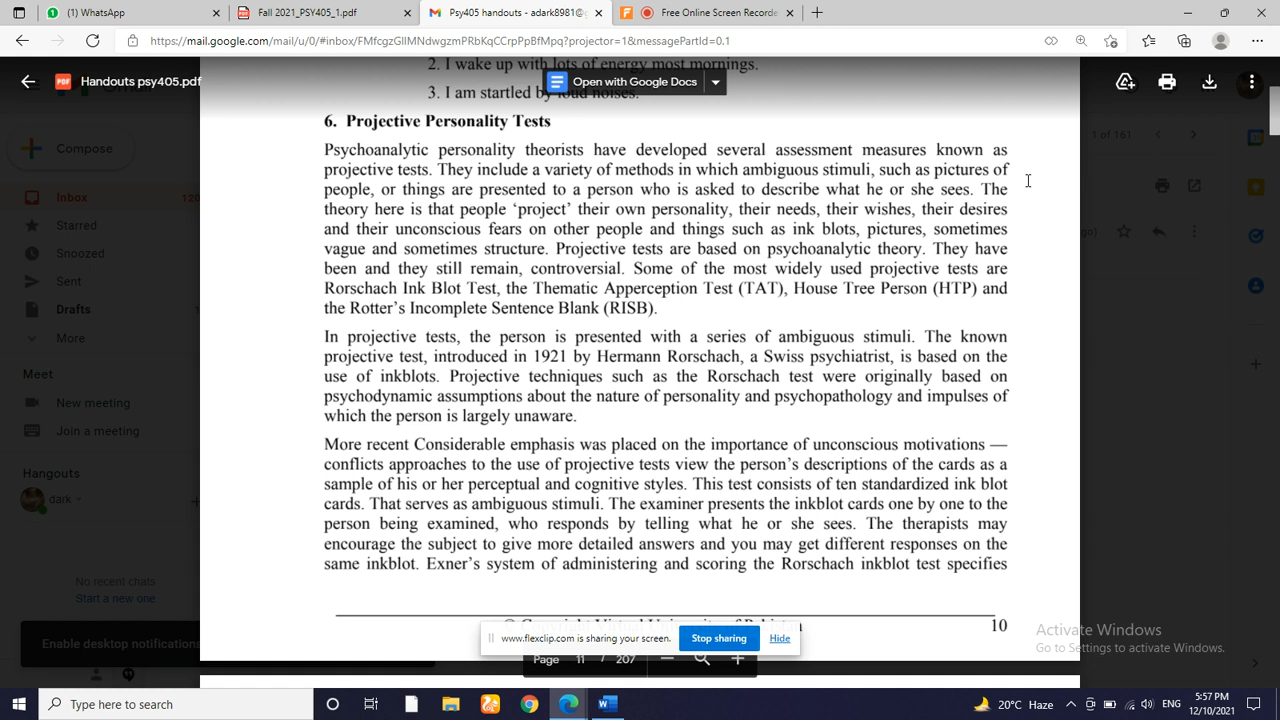 1
Fall 2021_PSY405
Psy405 handouts - adark8981@
Free Online Screen Recorde
https://mail.google.com/mail/u/0/#inbox/
Handouts psy405.pdf
Open with Google Docs
2. I wake up with lots of energy most mornings.
3. I am startled by loud noises.
6. Projective Personality Tests
Psychoanalytic personality theorists have developed several assessment measures known as
projective tests. They include a variety of methods in which ambiguous stimuli, such as pictures of
people, or things are presented to a person who is asked to describe what he or she sees. The
theory here is that people ‘project’ their own personality, their needs, their wishes, their desires
and their unconscious fears on other people and things such as ink blots, pictures, sometimes
vague and sometimes structure. Projective tests are based on psychoanalytic theory. They have
been and they still remain, controversial. Some of the most widely used projective tests are
Rorschach Ink Blot Test, the Thematic Apperception Test (TAT), House Tree Person (HTP) and
the Rotter’s Incomplete Sentence Blank (RISB).
In projective tests, the person is presented with a series of ambiguous stimuli. The known
projective test, introduced in 1921 by Hermann Rorschach, a Swiss psychiatrist, is based on the
use of inkblots. Projective techniques such as the Rorschach test were originally based on
psychodynamic assumptions about the nature of personality and psychopathology and impulses of
which the person is largely unaware.
More recent Considerable emphasis was placed on the importance of unconscious motivations —
conflicts approaches to the use of projective tests view the person’s descriptions of the cards as a
sample of his or her perceptual and cognitive styles. This test consists of ten standardized ink blot
cards. That serves as ambiguous stimuli. The examiner presents the inkblot cards one by one to the
person being examined, who responds by telling what he or she sees. The therapists may
encourage the subject to give more detailed answers and you may get different responses on the
same inkblot. Exner’s system of administering and scoring the Rorschach inkblot test specifies
10
Compose
Inbox 120
Starred
Snoozed
Sent
Drafts
More
Meet
New meeting
Join a meeting
Hangouts
dark
No recent chats
Start a new one
Enable desktop notifications
1 of 161
www.flexclip.com is sharing your screen.
Stop sharing
Hide
Page 11 / 207
Activate Windows
Go to Settings to activate Windows.
Type here to search
20°C Haze
ENG
5:57 PM
12/10/2021